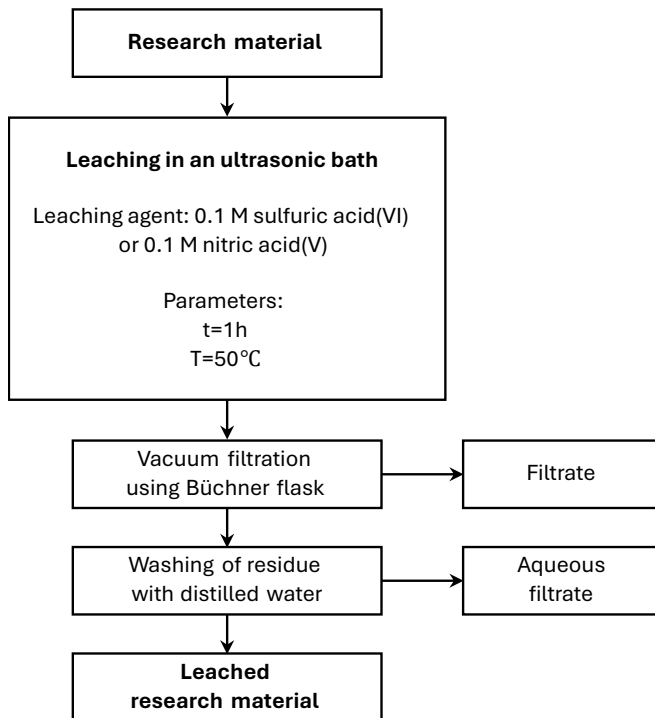 Research material
Leaching in an ultrasonic bath
Leaching agent: 0.1 M sulfuric acid(VI)
or 0.1 M nitric acid(V)
Parameters:
t=1h
T=50℃
Vacuum filtration
using Büchner flask
Filtrate
Washing of residue
with distilled water
Aqueous
filtrate
Leached
research material